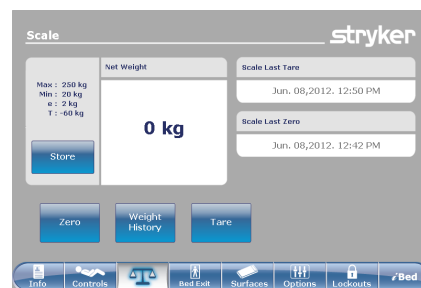 Scale
stryker
Max : 250 kg
Min : 20 kg
e : 2 kg
T : -60 kg
Store
Net Weight
0 kg
Scale Last Tare
Jun. 08,2012. 12:50 PM
Scale Last Zero
Jun. 08,2012. 12:42 PM
Zero
Weight
History
Tare
Info
Controls
Bed Exit
Surfaces
Options
Lockouts
iBed